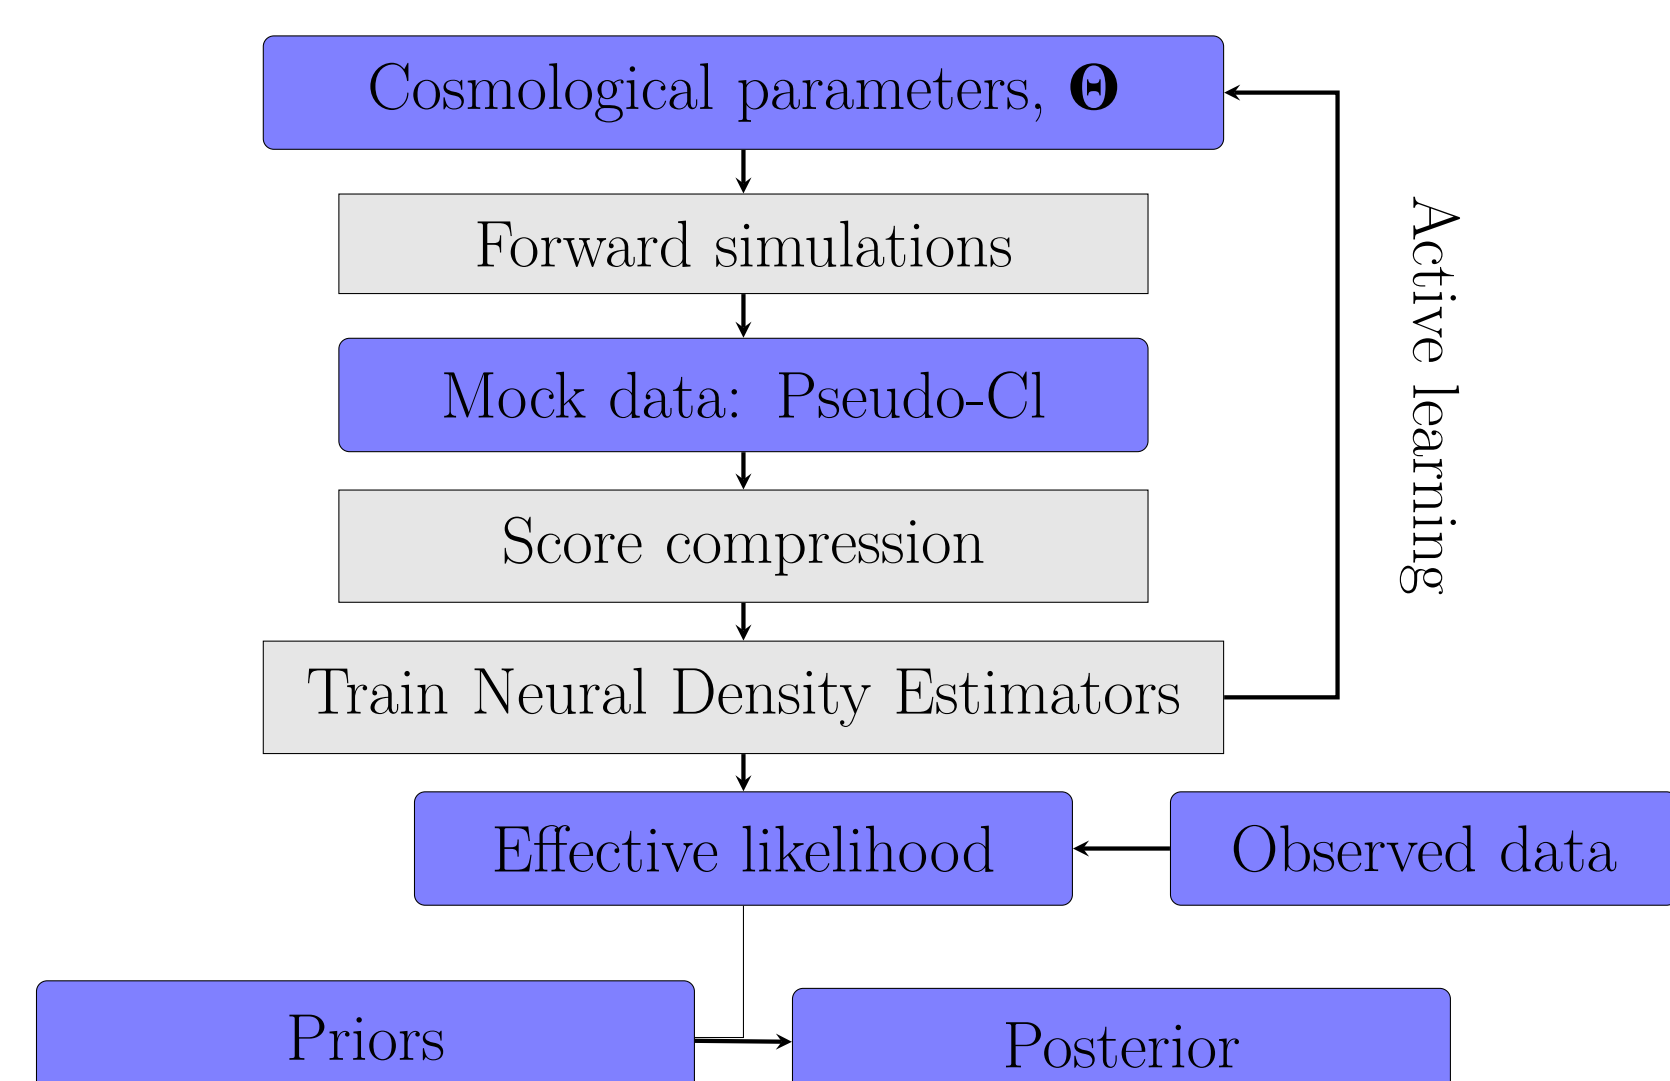 Cosmological parameters, 𝚯
Forward simulations
Mock data: Pseudo-Cl
Score compression
Train Neural Density Estimators
Active learning
Effective likelihood
Observed data
Priors
Posterior